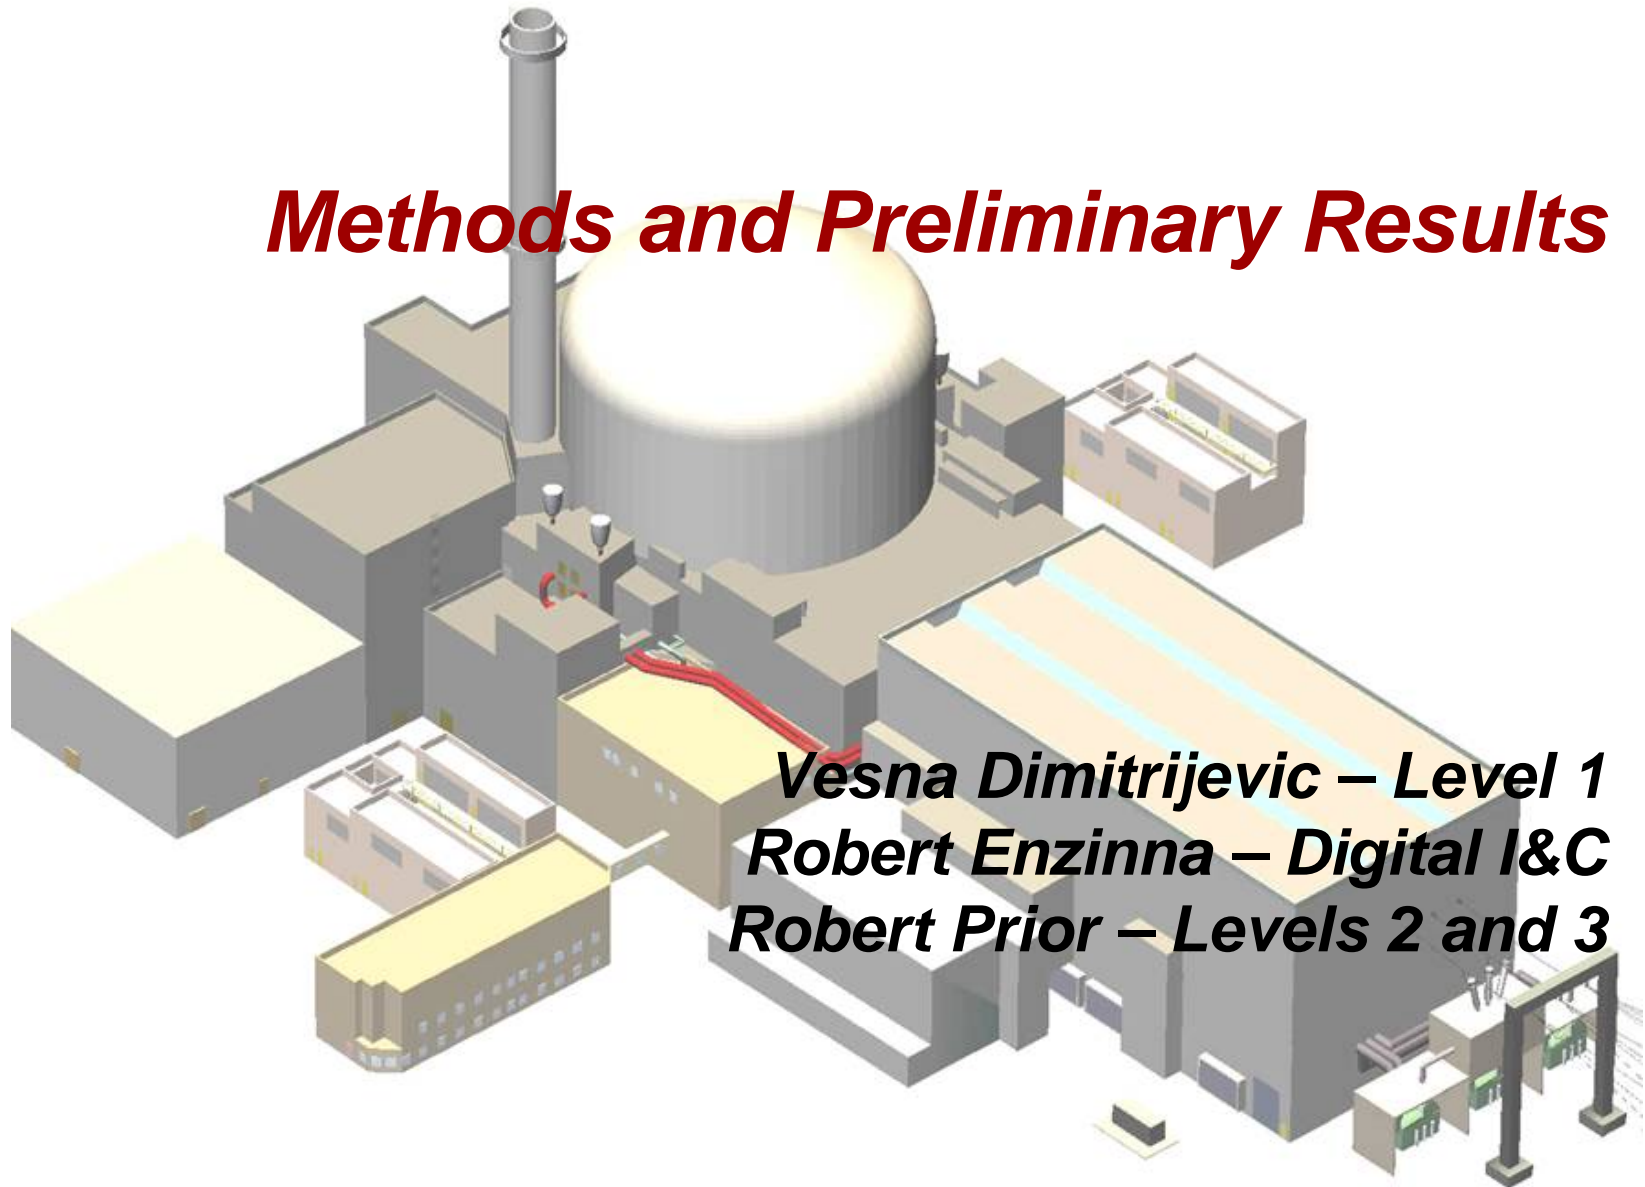 Methods and Preliminary Results
Vesna Dimitrijevic – Level 1
Robert Enzinna – Digital I&C
Robert Prior – Levels 2 and 3